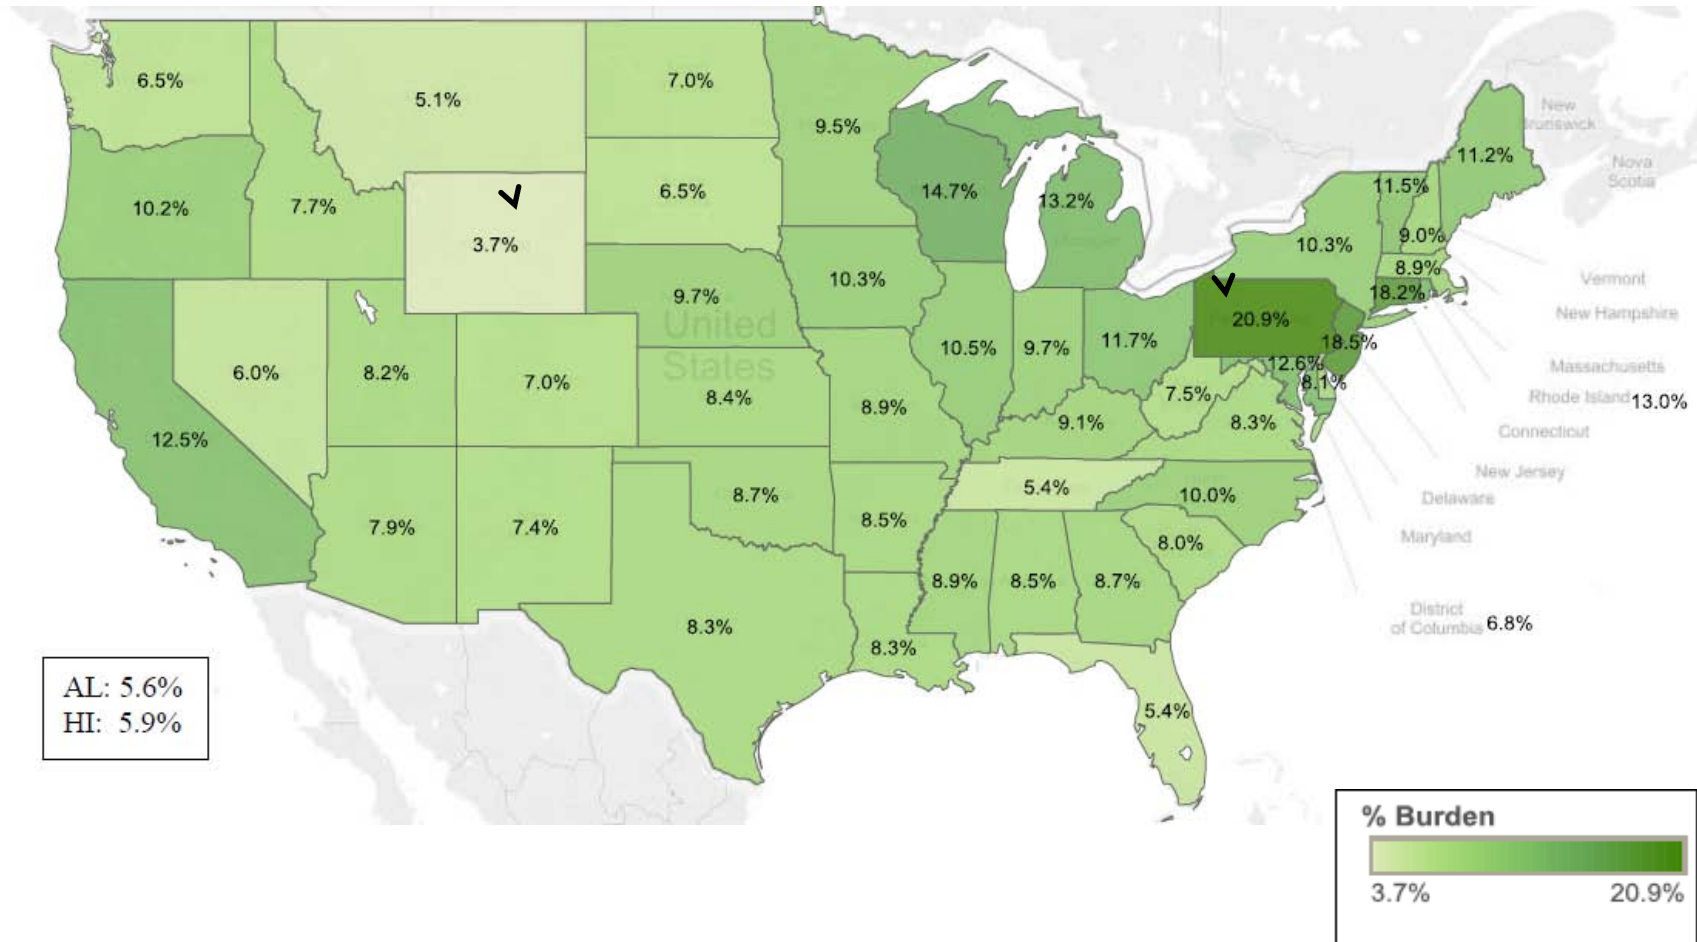 6.5%
5.1%
7.0%
9.5%
New
Brunswick
11.2%
Nova
Scotia
10.2%
7.7%
3.7%
6.5%
14.7%
13.2%
11.5%
9.0%
10.3%
8.9%
18.2%
Vermont
New Hampshire
9.7%
United
States
10.3%
20.9%
18.5%
12.5%
6.0%
8.2%
7.0%
8.4%
8.9%
10.5%
9.7%
11.7%
12.6%
8.1%
Massachusetts
Rhode Island 13.0%
7.5%
9.1%
8.3%
Connecticut
New Jersey
Delaware
Maryland
7.9%
7.4%
8.7%
8.5%
5.4%
10.0%
8.0%
8.9%
8.5%
8.7%
District
of Columbia 6.8%
8.3%
8.3%
5.4%
AL: 5.6%
HI: 5.9%
% Burden
3.7% 20.9%